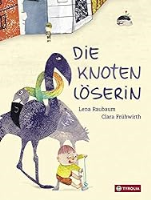 DIE
KNOTEN
LÖSERIN
Lena Raubaum
Clara Frühwirth
TYROLIA